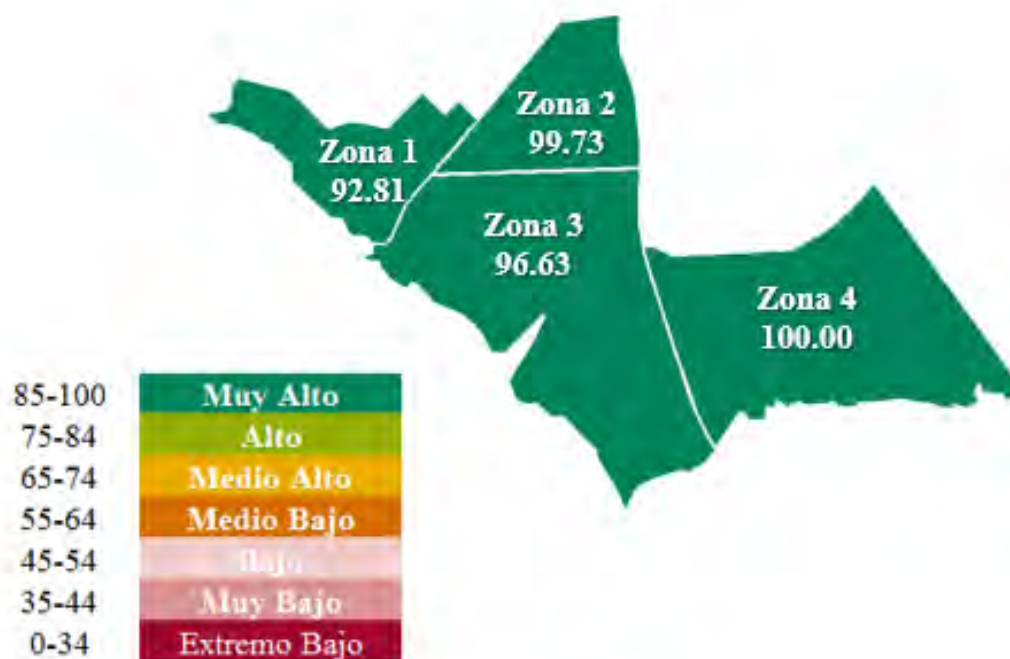 Zona 1
92.81
Zona 2
99.73
Zona 3
96.63
Zona 4
100.00
85-100 Muy Alto
75-84 Alto
65-74 Medio Alto
55-64 Medio Bajo
45-54 Bajo
35-44 Muy Bajo
0-34 Extremo Bajo